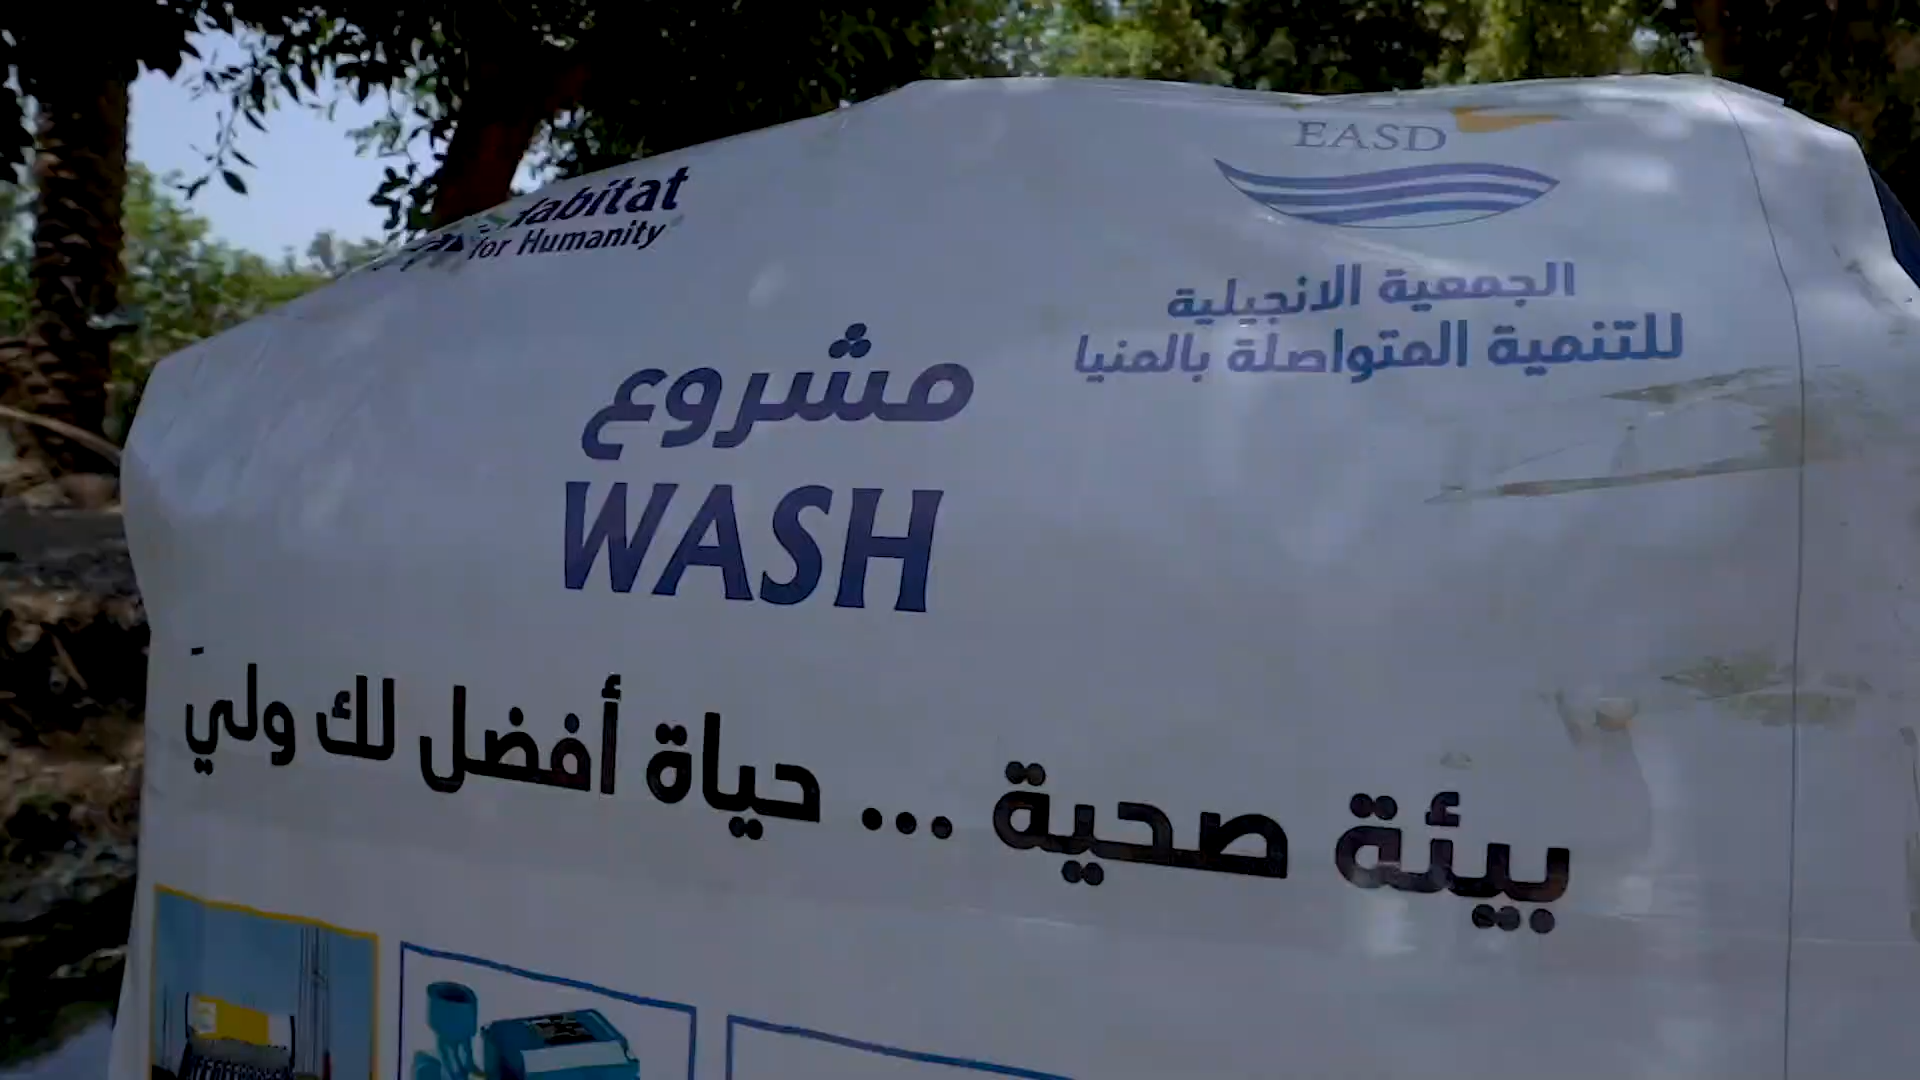 Habitat
for Humanity
EASD
الجمعية الانجيلية
للتنمية المتواصلة بالمنيا
مشروع
WASH
بيئة صحية ... حياة أفضل لك وليَ